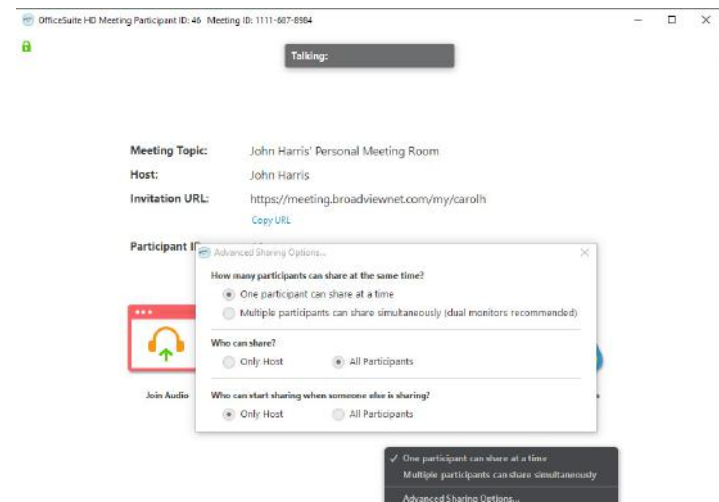 OfficeSuite HD Meeting Participant ID: 46 Meeting ID: 1111-687-8984
Talking:
Meeting Topic: John Harris' Personal Meeting Room
Host: John Harris
Invitation URL: https://meeting.broadviewnet.com/my/carolh
Copy URL
Participant
Advanced Sharing Options...
How many participants can share at the same time?
One participant can share at a time
Multiple participants can share simultaneously (dual monitors recommended)
Who can share?
Only Host All Participants
Join Audio
Who can start sharing when someone else is sharing?
Only Host All Participants
One participant can share at a time
Multiple participants can share simultaneously
Advanced Sharing Options...